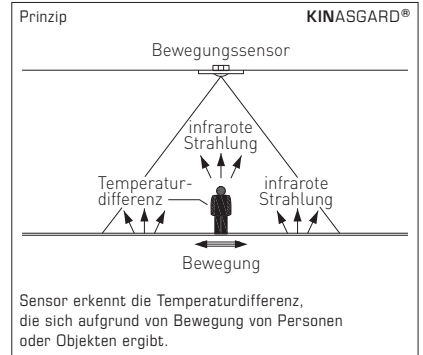 Prinzip KINASGARD®
Bewegungssensor
infrarote
Strahlung
Temperatur-
differenz
infrarote
Strahlung
Bewegung
Sensor erkennt die Temperaturdifferenz,
die sich aufgrund von Bewegung von Personen
oder Objekten ergibt.